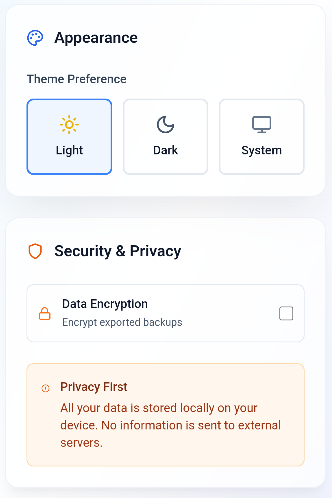 Appearance
Theme Preference
Light
Dark
System
Security & Privacy
Data Encryption
Encrypt exported backups
Privacy First
All your data is stored locally on your
device. No information is sent to external
servers.